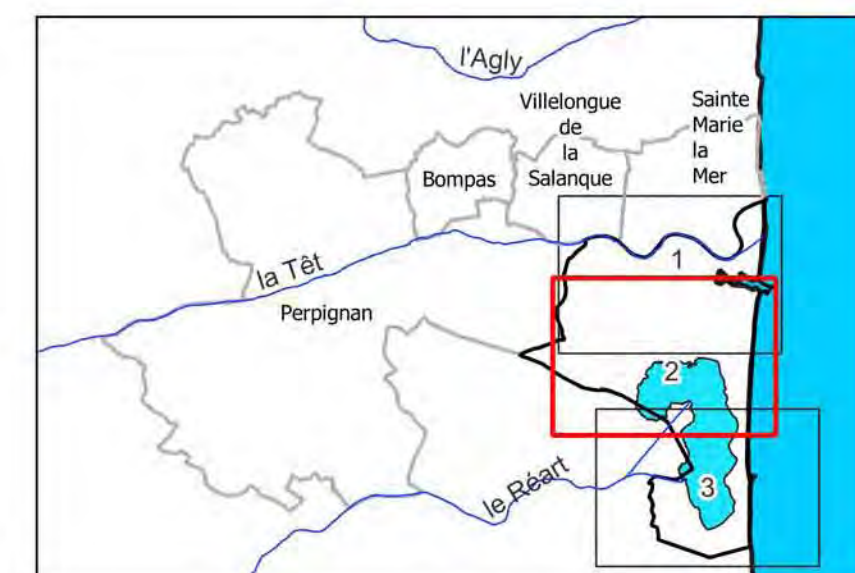 l'Agly
Villelongue
de
la
Salanque
Sainte
Marie
la
Mer
Bompas
la Têt
1
Perpignan
2
le Réart
3